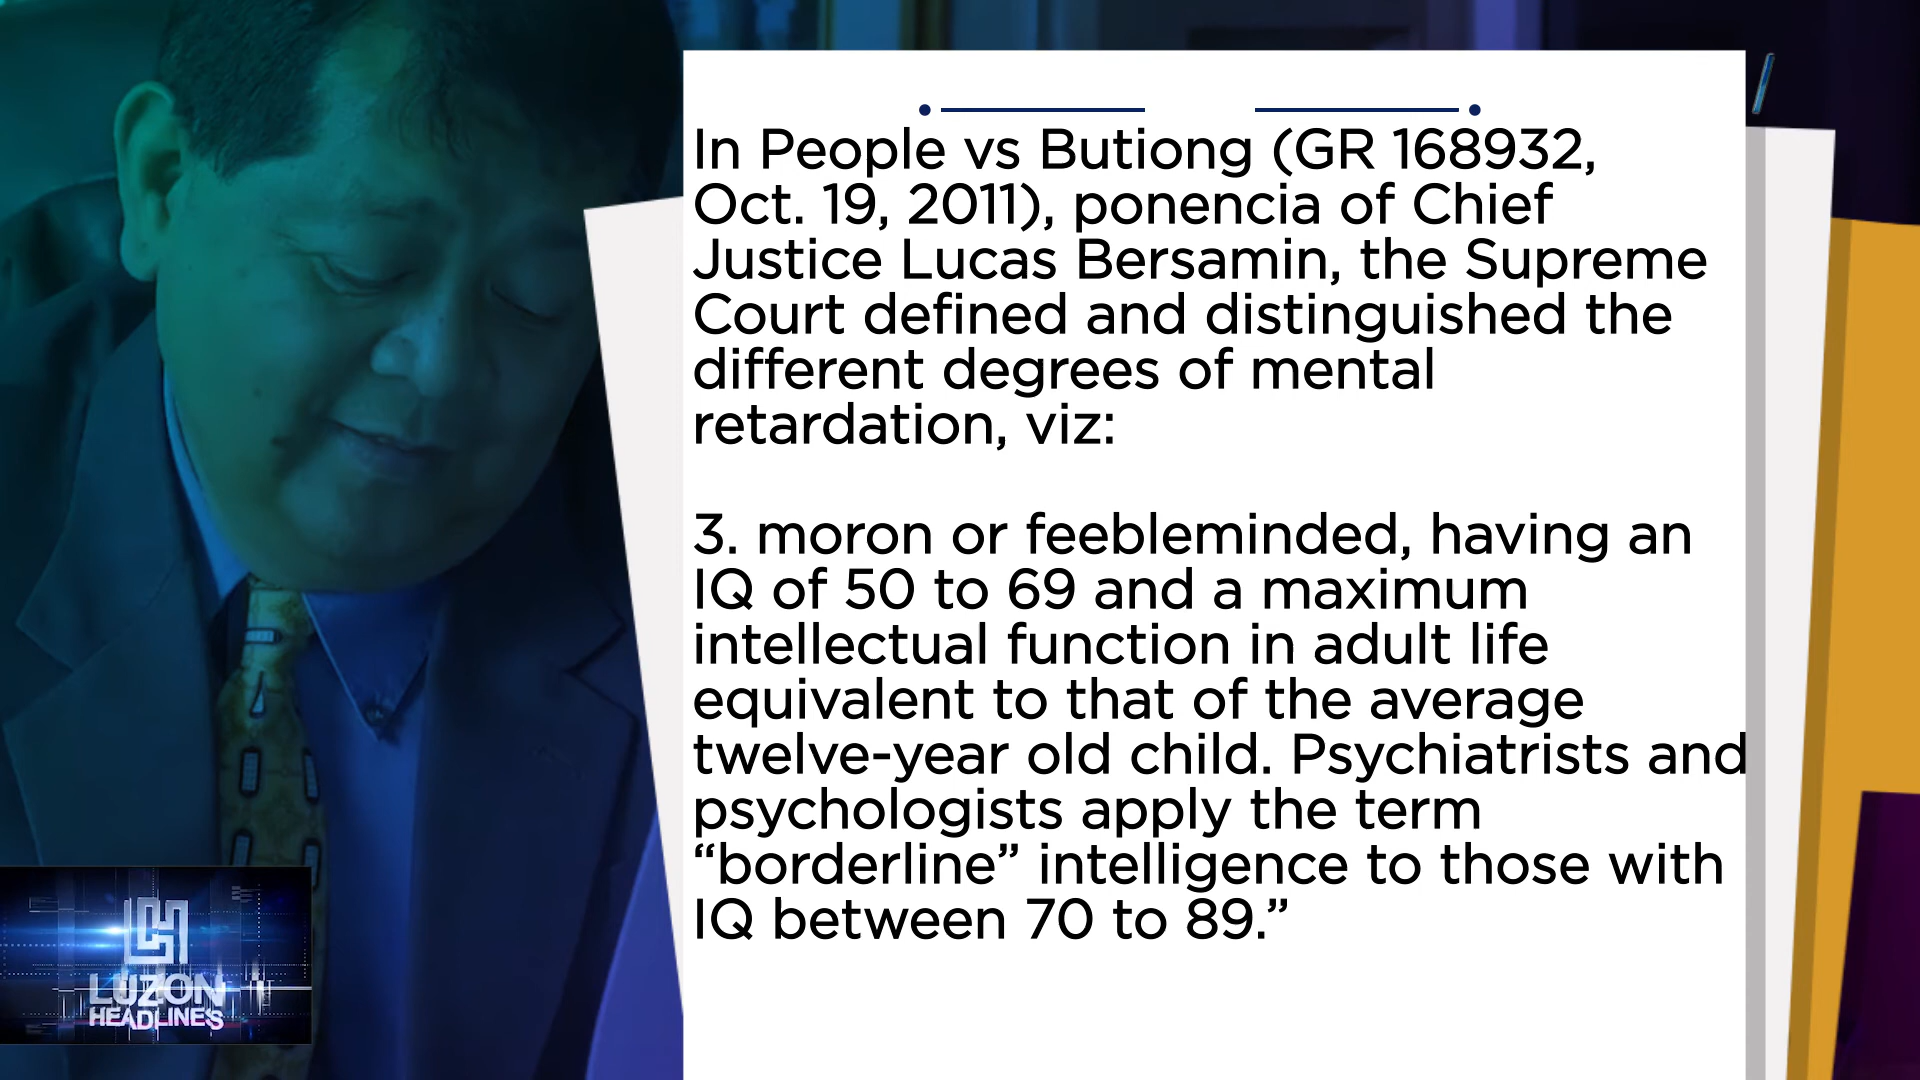 In People vs Butiong (GR 168932,
Oct. 19, 2011), ponencia of Chief
Justice Lucas Bersamin, the Supreme
Court defined and distinguished the
different degrees of mental
retardation, viz:
3. moron or feebleminded, having an
IQ of 50 to 69 and a maximum
intellectual function in adult life
equivalent to that of the average
twelve-year old child. Psychiatrists and
psychologists apply the term
“borderline” intelligence to those with
IQ between 70 to 89.”
LUZON
HEADLINES